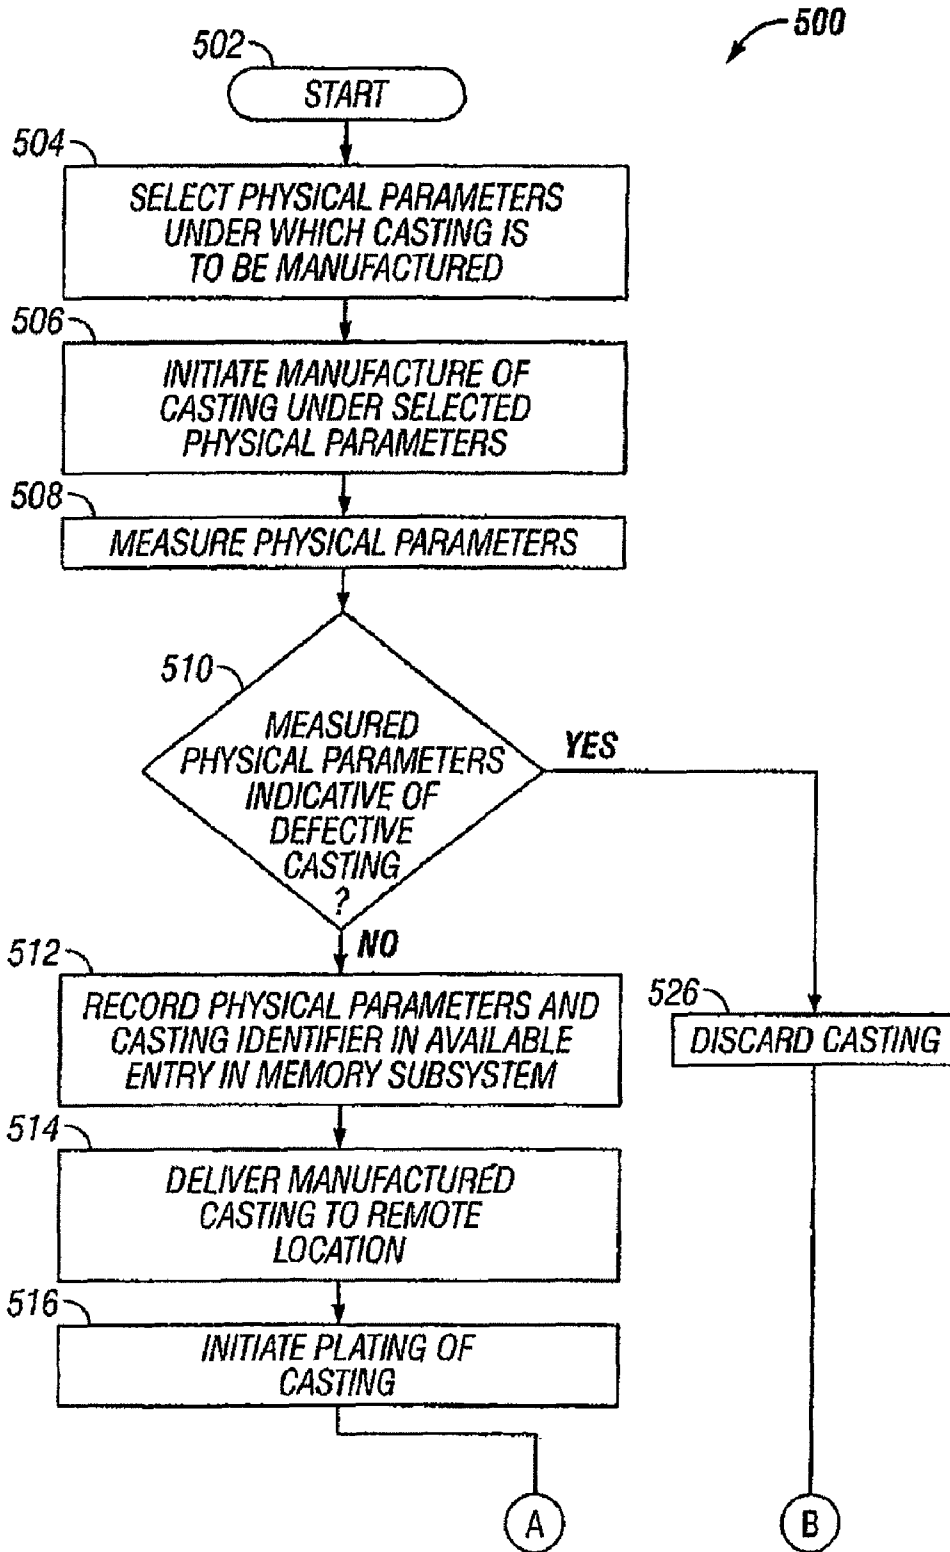 500
502
START
504
SELECT PHYSICAL PARAMETERS
UNDER WHICH CASTING IS
TO BE MANUFACTURED
506
INITIATE MANUFACTURE OF
CASTING UNDER SELECTED
PHYSICAL PARAMETERS
508
MEASURE PHYSICAL PARAMETERS
510
MEASURED
PHYSICAL PARAMETERS
INDICATIVE OF
DEFECTIVE
CASTING
?
YES
NO
512
RECORD PHYSICAL PARAMETERS AND
CASTING IDENTIFIER IN AVAILABLE
ENTRY IN MEMORY SUBSYSTEM
526
DISCARD CASTING
514
DELIVER MANUFACTURED
CASTING TO REMOTE
LOCATION
516
INITIATE PLATING OF
CASTING
A
B